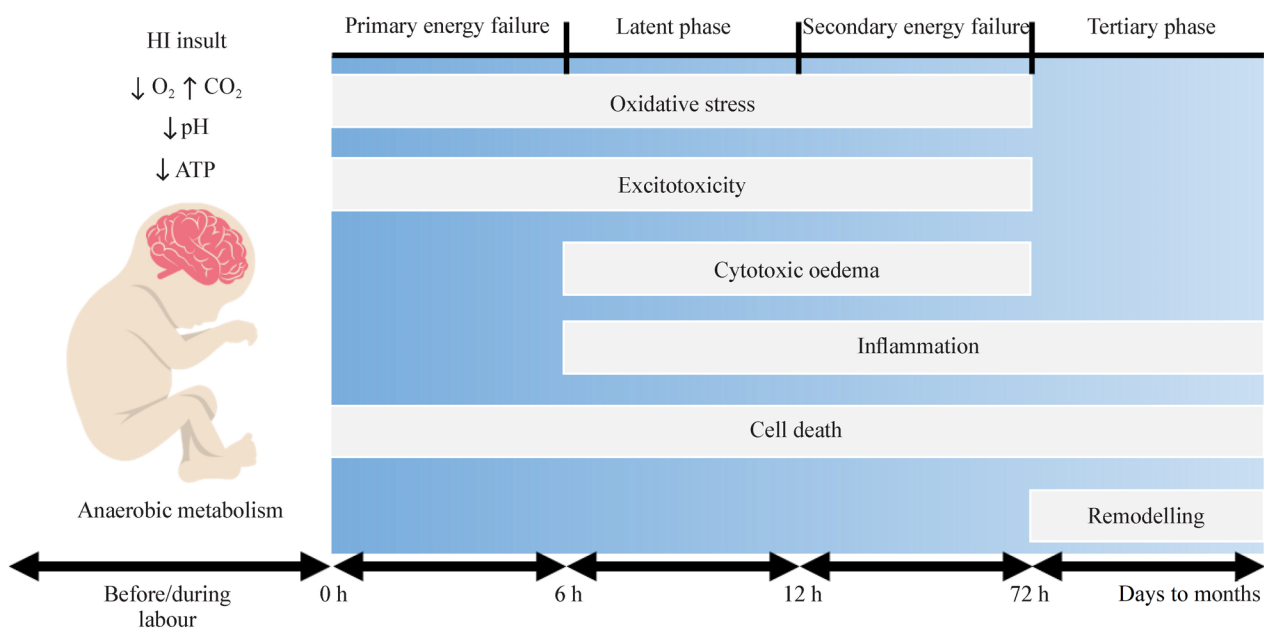 HI insult
↓ O₂ ↑ CO₂
↓ pH
↓ ATP
Anaerobic metabolism
Primary energy failure
Latent phase
Secondary energy failure
Tertiary phase
Oxidative stress
Excitotoxicity
Cytotoxic oedema
Inflammation
Cell death
Remodelling
Before/during
labour
0 h
6 h
12 h
72 h
Days to months